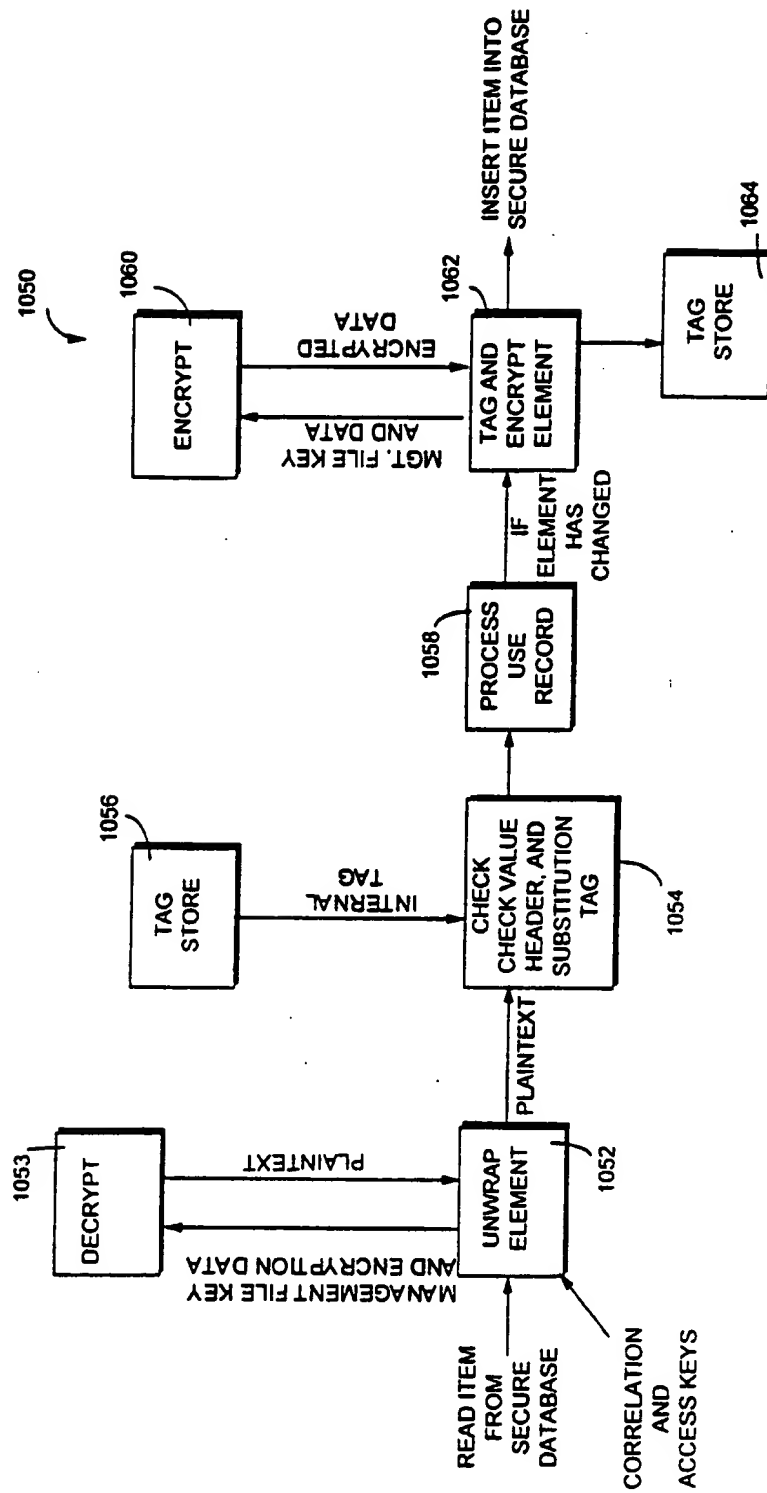 1050
1053
DECRYPT
MANAGEMENT FILE KEY
AND ENCRYPTION DATA
PLAINTEXT
READ ITEM
FROM
SECURE
DATABASE
CORRELATION
AND
ACCESS KEYS
UNWRAP
ELEMENT
1052
PLAINTEXT
1056
TAG
STORE
INTERNAL
TAG
CHECK
CHECK VALUE
HEADER, AND
SUBSTITUTION
TAG
1054
1058
PROCESS
USE
RECORD
IF
ELEMENT
HAS
CHANGED
1060
ENCRYPT
MGT. FILE KEY
AND DATA
ENCRYPTED
DATA
1062
TAG AND
ENCRYPT
ELEMENT
INSERT ITEM INTO
SECURE DATABASE
TAG
STORE
1064